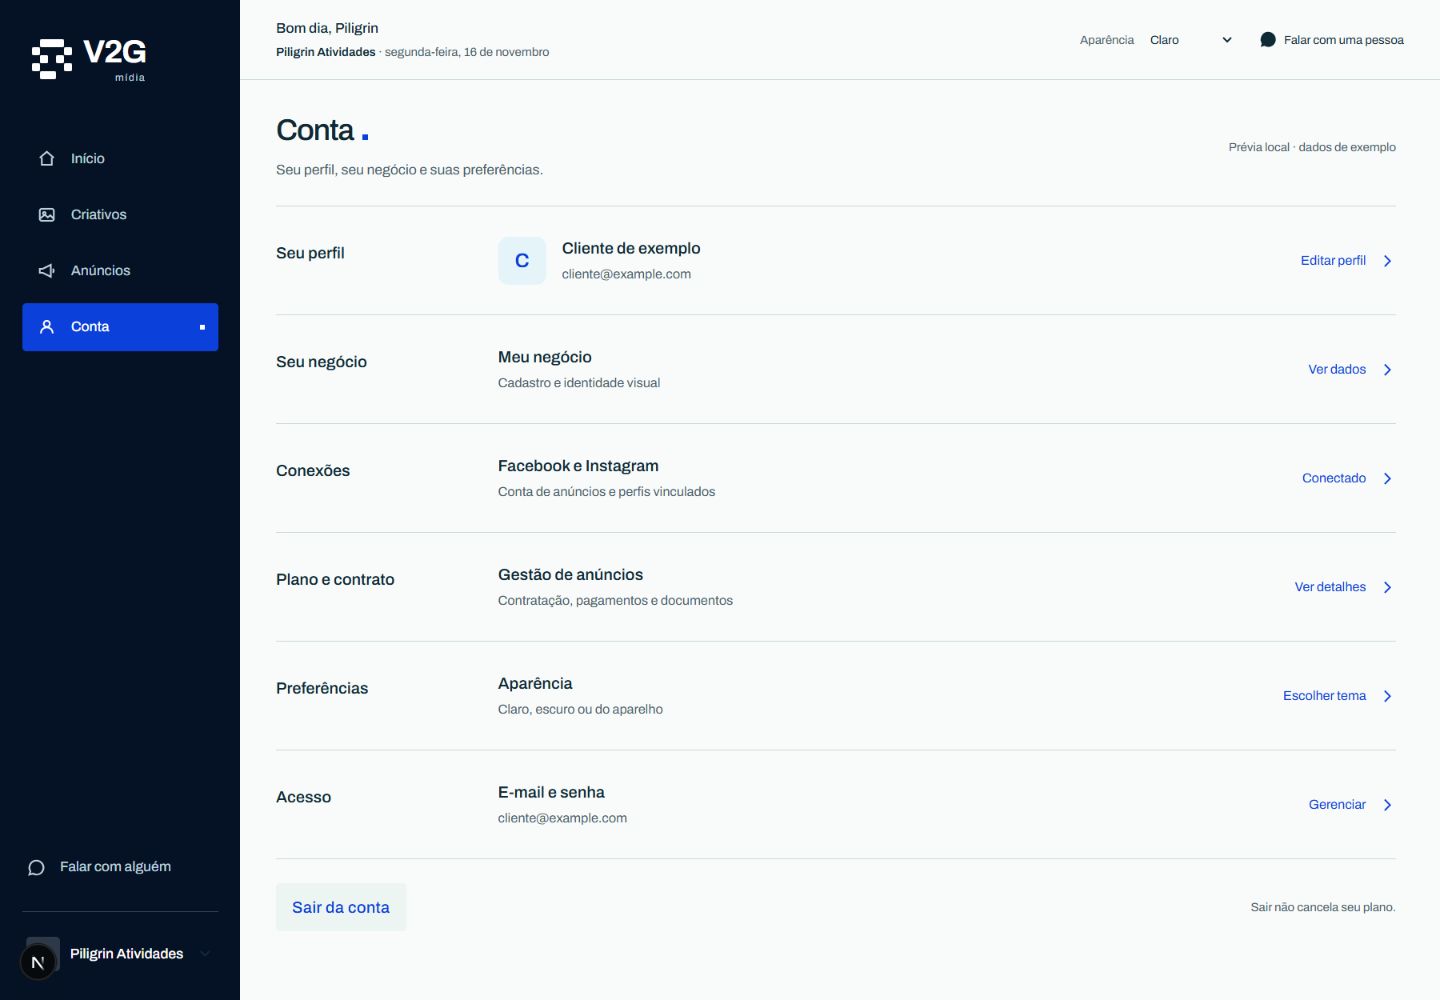 V2G
mídia
Início
Criativos
Anúncios
Conta
Falar com alguém
N
Piligrin Atividades
Bom dia, Piligrin
Piligrin Atividades · segunda-feira, 16 de novembro
Aparência
Claro
Falar com uma pessoa
Conta.
Seu perfil, seu negócio e suas preferências.
Prévia local · dados de exemplo
Seu perfil
C
Cliente de exemplo
cliente@example.com
Editar perfil
Seu negócio
Meu negócio
Cadastro e identidade visual
Ver dados
Conexões
Facebook e Instagram
Conta de anúncios e perfis vinculados
Conectado
Plano e contrato
Gestão de anúncios
Contratação, pagamentos e documentos
Ver detalhes
Preferências
Aparência
Claro, escuro ou do aparelho
Escolher tema
Acesso
E-mail e senha
cliente@example.com
Gerenciar
Sair da conta
Sair não cancela seu plano.